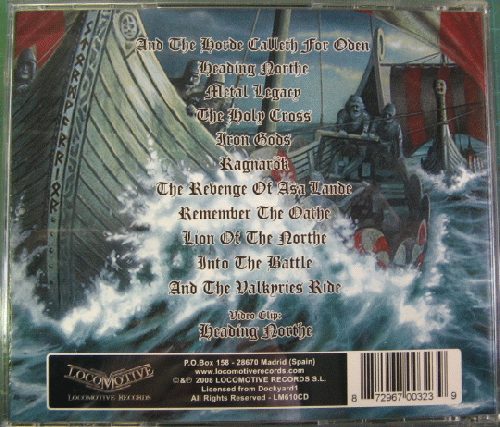 And The Horde Calleth For Oden
Heading Northe
Metal Legacy
The Holy Cross
Iron Gods
Ragnarök
The Revenge Of Asa Lande
Remember The Oathe
Lion Of The Northe
Into The Battle
And The Valkyries Ride
Video Clip:
Heading Northe
LOCOMOTIVE
LOCOMOTIVE RECORDS
P.O.Box 158 - 28670 Madrid (Spain)
www.locomotiverecords.com
℗&© 2008 LOCOMOTIVE RECORDS S.L.
Licensed from Dockyard1
All Rights Reserved - LM610CD
8 72967 00323 9